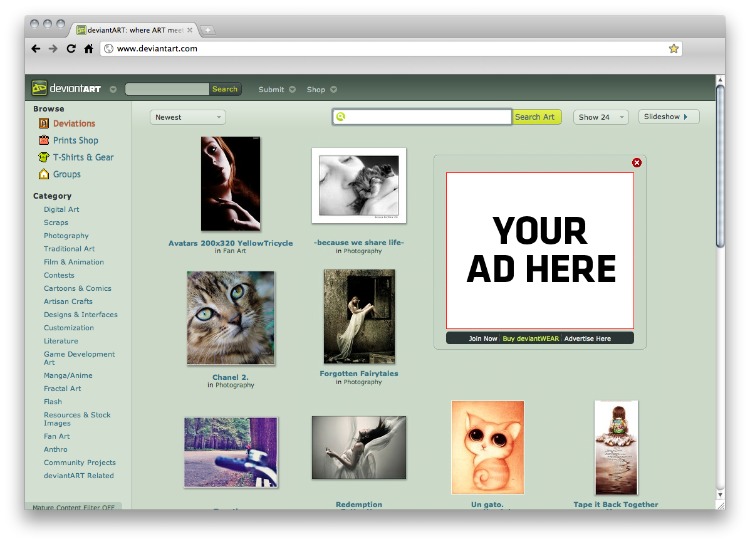 deviantART: where ART meet
www.deviantart.com
deviantART
Search
Submit
Shop
Browse
Deviations
Prints Shop
T-Shirts & Gear
Groups
Category
Digital Art
Scraps
Photography
Traditional Art
Film & Animation
Contests
Cartoons & Comics
Artisan Crafts
Designs & Interfaces
Customization
Literature
Game Development
Art
Manga/Anime
Fractal Art
Flash
Resources & Stock
Images
Fan Art
Anthro
Community Projects
deviantART Related
Mature Content Filter OFF
Newest
Search Art
Show 24
Slideshow
Avatars 200x320 YellowTricycle
in Fan Art
-because we share life-
in Photography
YOUR
AD HERE
Join Now
Buy deviantWEAR
Advertise Here
Chanel 2.
in Photography
Forgotten Fairytales
in Photography
Redemption
Un gato.
Tape it Back Together